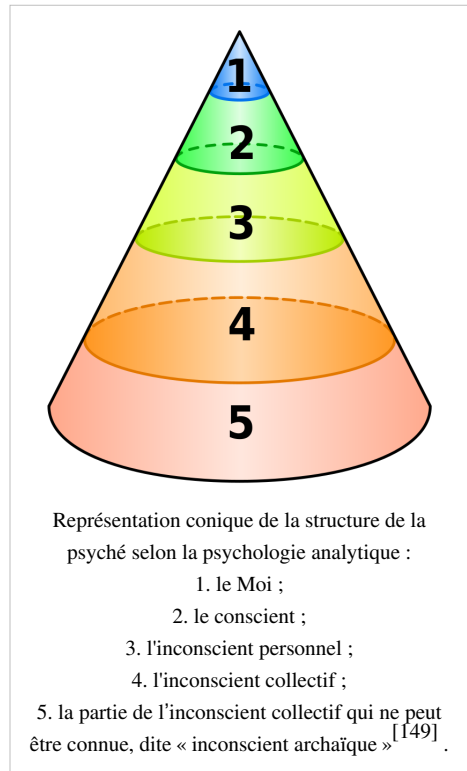 1
2
3
4
5
Représentation conique de la structure de la
psyché selon la psychologie analytique :
1. le Moi ;
2. le conscient ;
3. l'inconscient personnel ;
4. l'inconscient collectif ;
5. la partie de l’inconscient collectif qui ne peut
être connue, dite « inconscient archaïque »[149] .